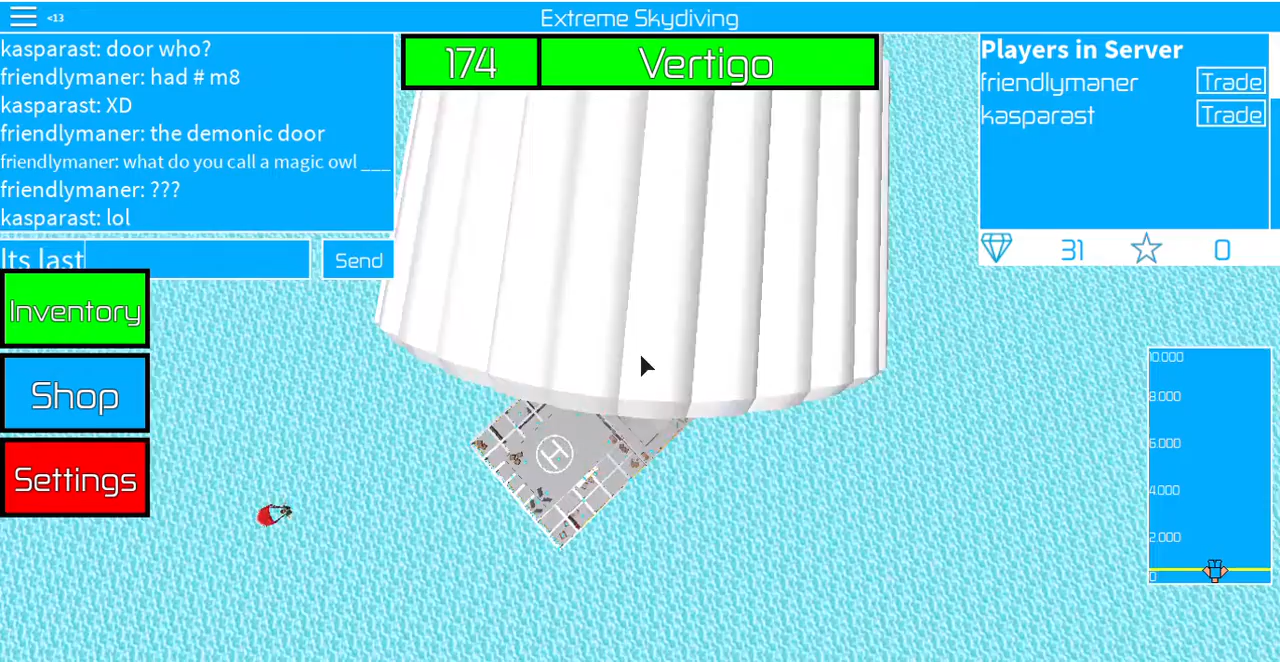 <13
Extreme Skydiving
kasparast: door who?
friendlymaner: had # m8
kasparast: XD
friendlymaner: the demonic door
friendlymaner: what do you call a magic owl ___
friendlymaner: ???
kasparast: lol
Its last
Send
174
Vertigo
Players in Server
friendlymaner Trade
kasparast Trade
31
0
Inventory
Shop
Settings
H
10.000
8.000
6.000
4.000
2.000
0